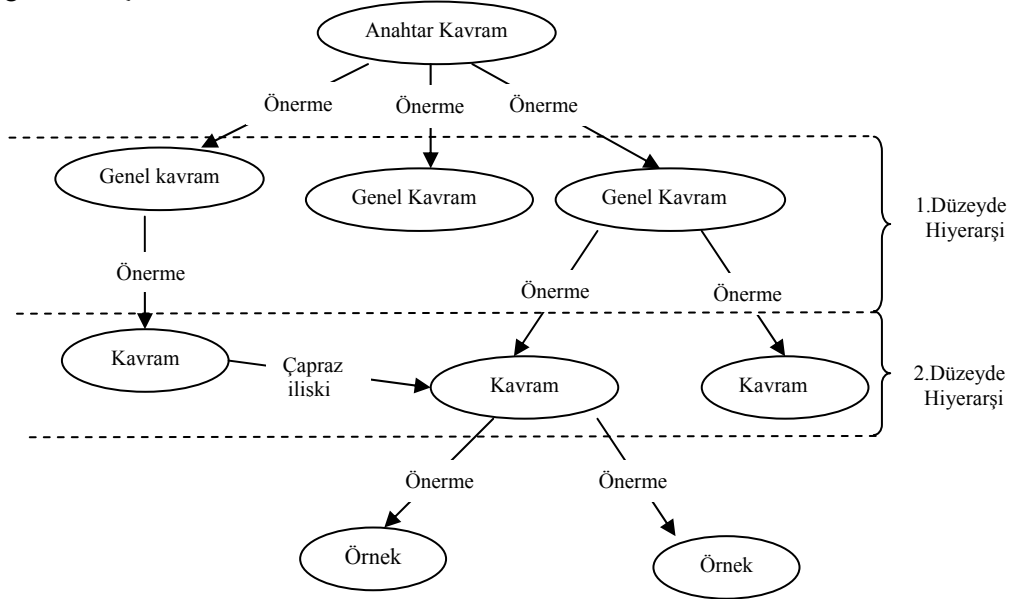 Anahtar Kavram
Önerme
Önerme
Önerme
Genel kavram
Genel Kavram
Genel Kavram
1.Düzeyde
Hiyerarşi
Önerme
Önerme
Önerme
Kavram
Çapraz
iliski
Kavram
Kavram
2.Düzeyde
Hiyerarşi
Önerme
Önerme
Örnek
Örnek